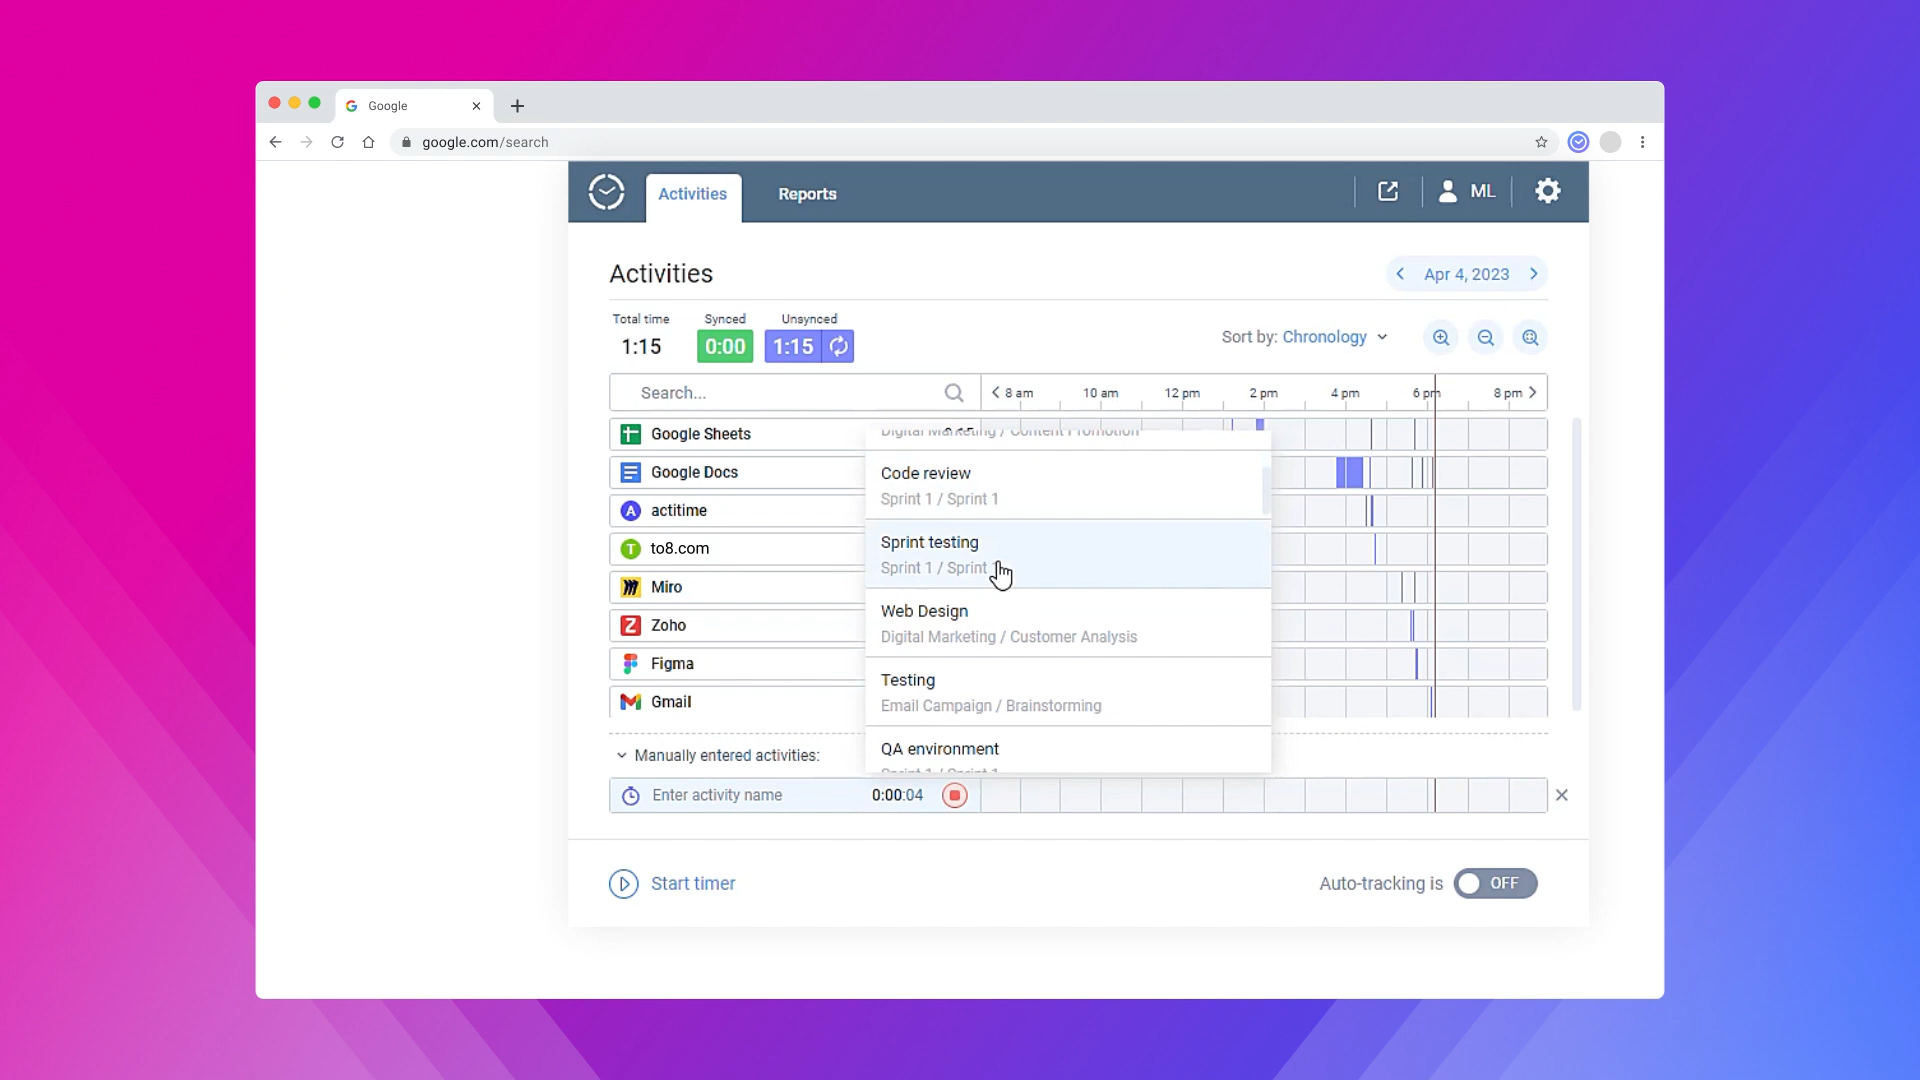 Google
google.com/search
Activities
Reports
ML
Activities
Apr 4, 2023
Total time
Synced
Unsynced
1:15
0:00
1:15
Sort by: Chronology
Search...
8 am
10 am
12 pm
2 pm
4 pm
6 pm
8 pm
Google Sheets
Digital Marketing / Content Promotion
Google Docs
Code review
Sprint 1 / Sprint 1
actitime
Sprint testing
Sprint 1 / Sprint
to8.com
Miro
Web Design
Digital Marketing / Customer Analysis
Zoho
Figma
Testing
Email Campaign / Brainstorming
Gmail
QA environment
Sprint 1 / Sprint 1
Manually entered activities:
Enter activity name
0:00:04
Start timer
Auto-tracking is
OFF